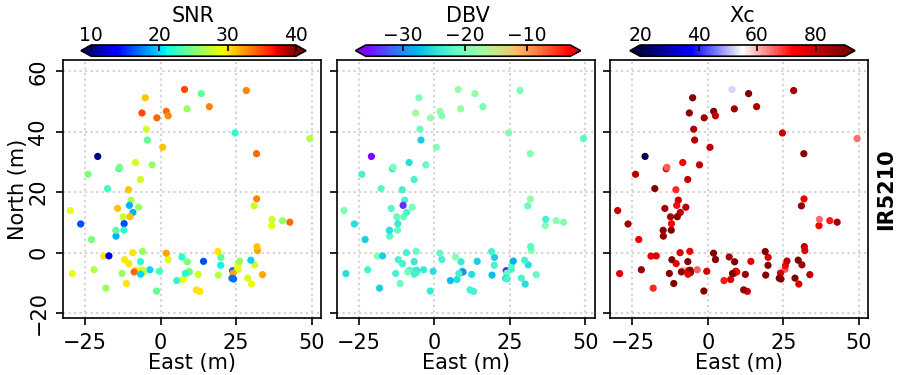 SNR DBV Xc
10 20 30 40 −30 −20 −10 20 40 60 80
60
40
20
0
−20
North (m)
IR5210
−25 0 25 50 −25 0 25 50 −25 0 25 50
East (m) East (m) East (m)